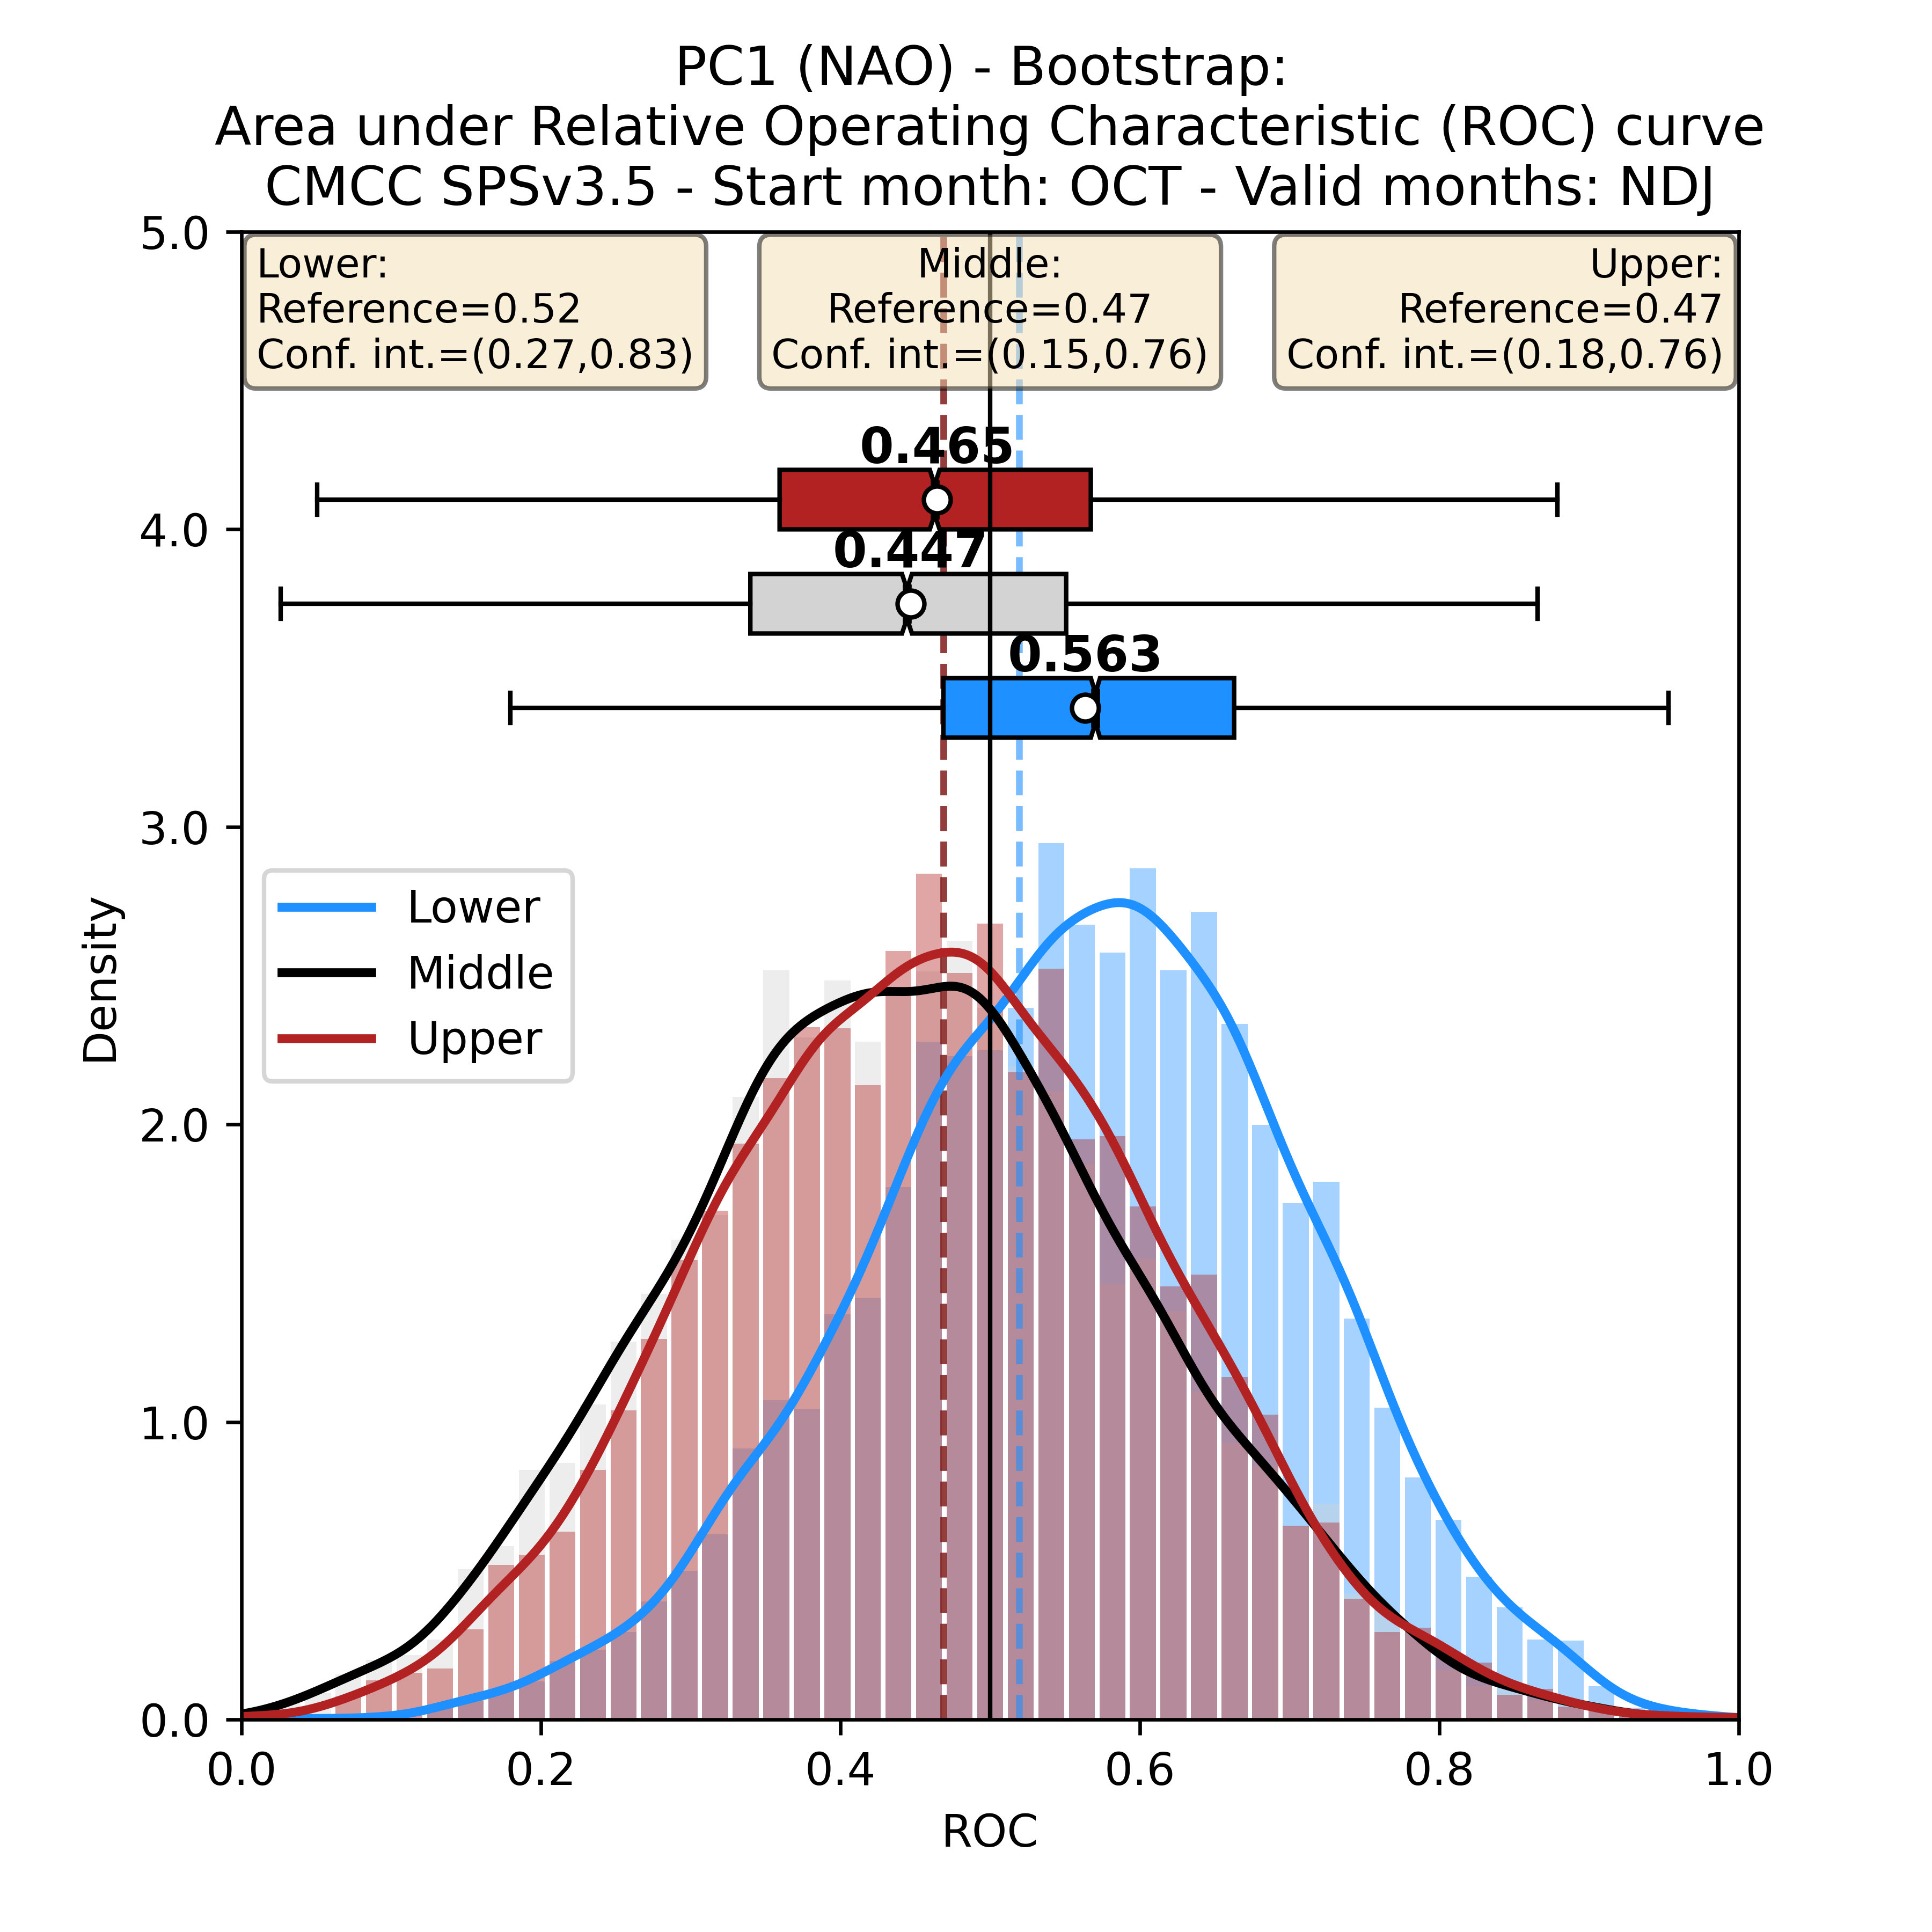 PC1 (NAO) - Bootstrap:
Area under Relative Operating Characteristic (ROC) curve
CMCC SPSv3.5 - Start month: OCT - Valid months: NDJ
Lower:
Reference=0.52
Conf. int.=(0.27,0.83)
Middle:
Reference=0.47
Conf. int.=(0.15,0.76)
Upper:
Reference=0.47
Conf. int.=(0.18,0.76)
0.465
0.447
0.563
5.0
4.0
3.0
2.0
1.0
0.0
Density
Lower
Middle
Upper
0.0
0.2
0.4
0.6
0.8
1.0
ROC